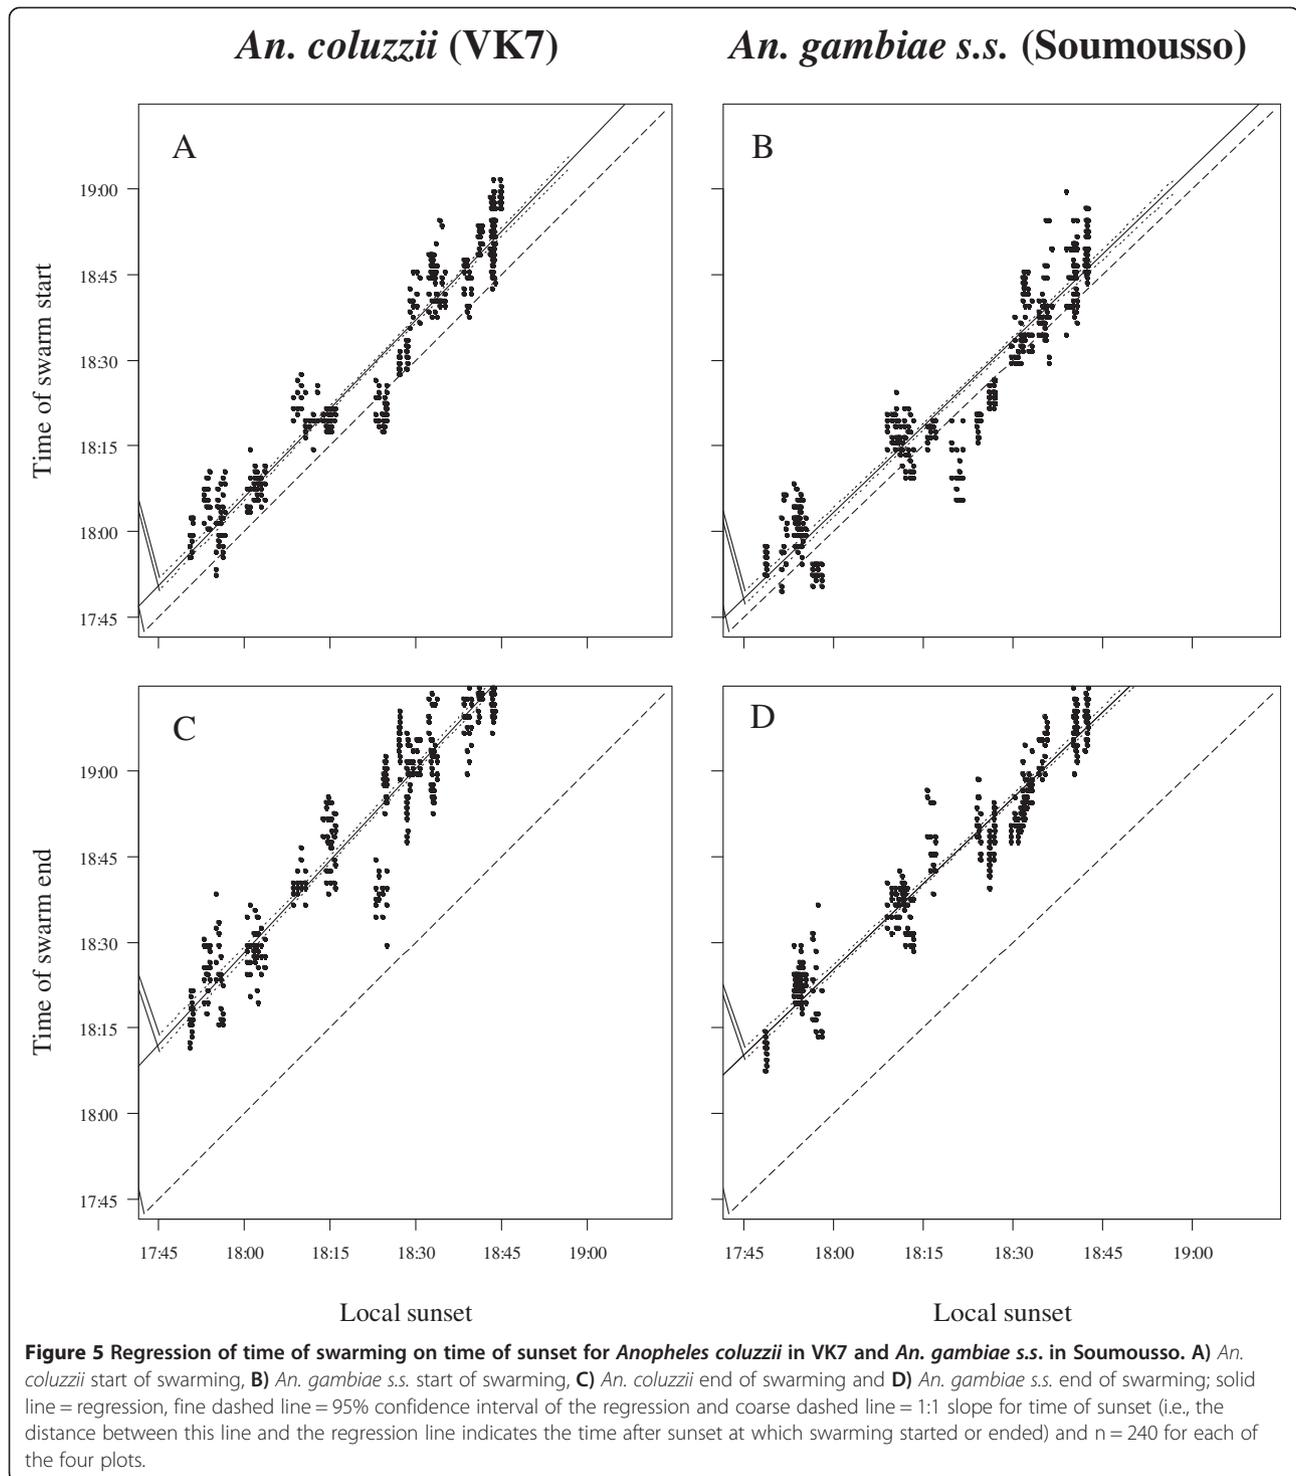 An. coluzzii (VK7)
An. gambiae s.s. (Soumousso)
A
B
Time of swarm start
19:00
18:45
18:30
18:15
18:00
17:45
C
D
Time of swarm end
19:00
18:45
18:30
18:15
18:00
17:45
17:45 18:00 18:15 18:30 18:45 19:00
17:45 18:00 18:15 18:30 18:45 19:00
Local sunset
Local sunset
Figure 5 Regression of time of swarming on time of sunset for Anopheles coluzzii in VK7 and An. gambiae s.s. in Soumousso. A) An.
coluzzii start of swarming, B) An. gambiae s.s. start of swarming, C) An. coluzzii end of swarming and D) An. gambiae s.s. end of swarming; solid
line = regression, fine dashed line = 95% confidence interval of the regression and coarse dashed line = 1:1 slope for time of sunset (i.e., the
distance between this line and the regression line indicates the time after sunset at which swarming started or ended) and n = 240 for each of
the four plots.